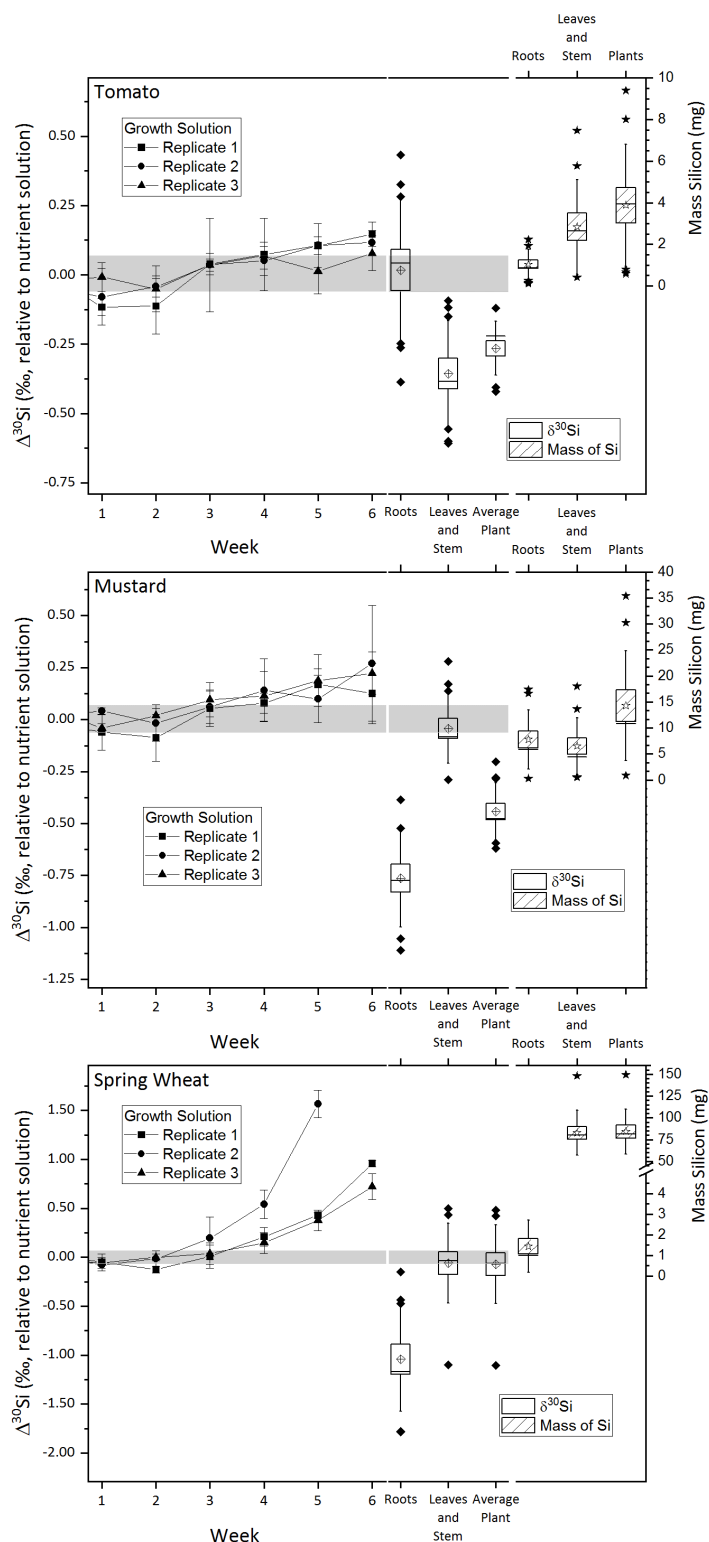 Leaves
and
Roots Stem Plants
Tomato
Growth Solution
Replicate 1
Replicate 2
Replicate 3
Δ³⁰Si (‰, relative to nutrient solution)
0.50
0.25
0.00
-0.25
-0.50
-0.75
10
8
6
4
2
0
Mass Silicon (mg)
δ³⁰Si
Mass of Si
1 2 3 4 5 6
Week
Roots Leaves and Stem Average Plant
Roots Leaves and Stem Plants
Mustard
Growth Solution
Replicate 1
Replicate 2
Replicate 3
Δ³⁰Si (‰, relative to nutrient solution)
0.50
0.25
0.00
-0.25
-0.50
-0.75
-1.00
-1.25
40
35
30
25
20
15
10
5
0
Mass Silicon (mg)
δ³⁰Si
Mass of Si
1 2 3 4 5 6
Week
Roots Leaves and Stem Average Plant
Roots Leaves and Stem Plants
Spring Wheat
Growth Solution
Replicate 1
Replicate 2
Replicate 3
Δ³⁰Si (‰, relative to nutrient solution)
1.50
1.00
0.50
0.00
-0.50
-1.00
-1.50
-2.00
150
125
100
75
50
4
3
2
1
0
Mass Silicon (mg)
δ³⁰Si
Mass of Si
1 2 3 4 5 6
Week
Roots Leaves and Stem Average Plant